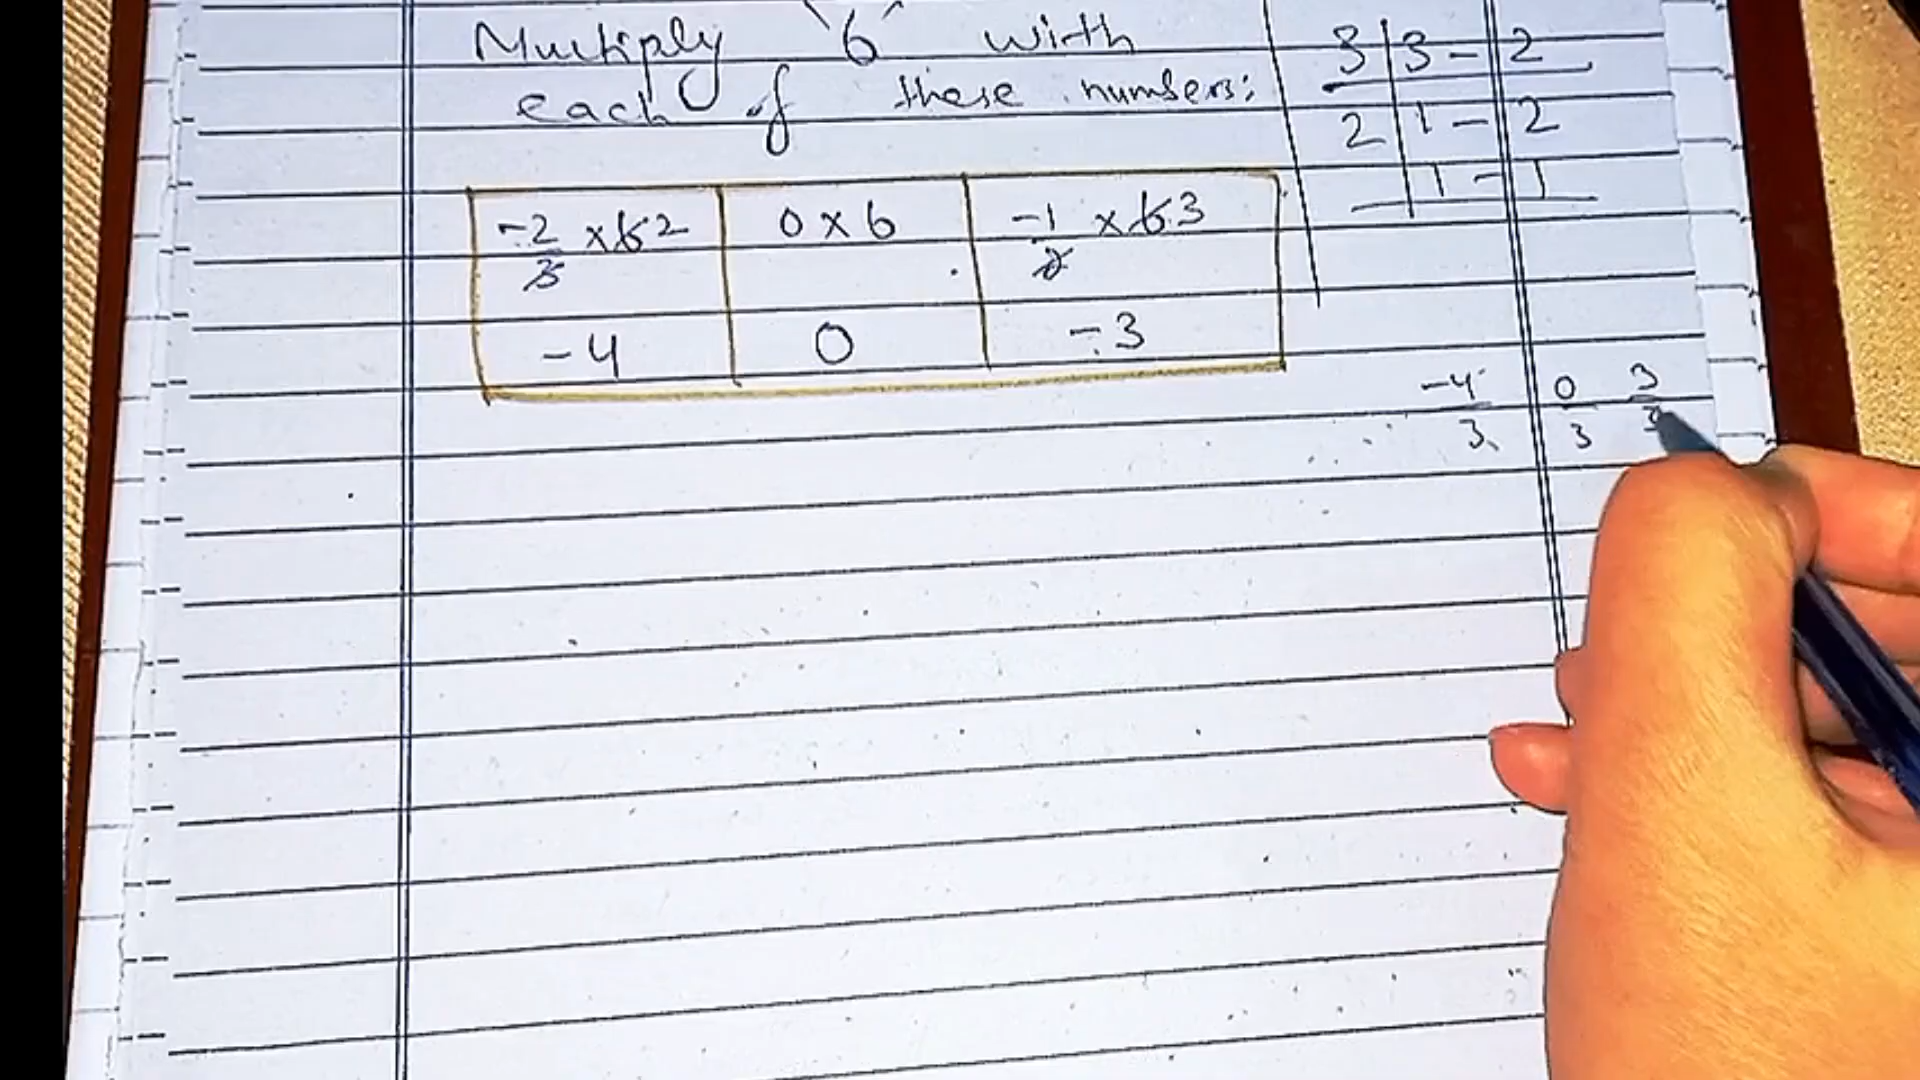 Multiply '6' with
each of these numbers:
3 | 3 - 2
2 | 1 - 2
| 1 - 1
-2/3 × 6 2 | 0 × 6 | -1/2 × 6 3
-4 | 0 | -3
-4/3 0/3 3